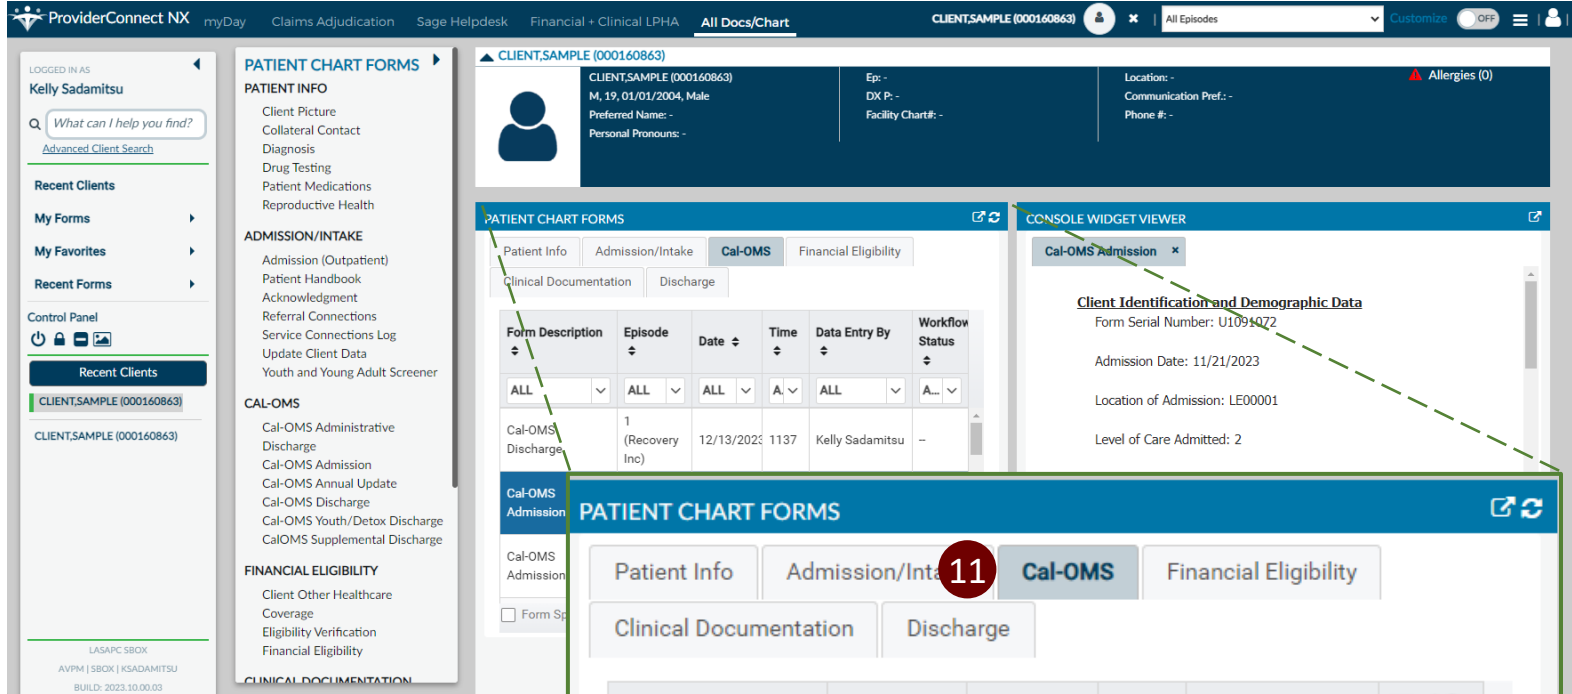 ProviderConnect NX myDay Claims Adjudication Sage Helpdesk Financial + Clinical LPHA All Docs/Chart CLIENT,SAMPLE (000160863) × | All Episodes Customize OFF
LOGGED IN AS
Kelly Sadamitsu
What can I help you find?
Advanced Client Search
Recent Clients
My Forms
My Favorites
Recent Forms
Control Panel
Recent Clients
CLIENT,SAMPLE (000160863)
CLIENT,SAMPLE (000160863)
LASAPC SBOX
AVPM | SBOX | KSADAMITSU
BUILD: 2023.10.00.03
PATIENT CHART FORMS
PATIENT INFO
Client Picture
Collateral Contact
Diagnosis
Drug Testing
Patient Medications
Reproductive Health
ADMISSION/INTAKE
Admission (Outpatient)
Patient Handbook
Acknowledgment
Referral Connections
Service Connections Log
Update Client Data
Youth and Young Adult Screener
CAL-OMS
Cal-OMS Administrative
Discharge
Cal-OMS Admission
Cal-OMS Annual Update
Cal-OMS Discharge
Cal-OMS Youth/Detox Discharge
CalOMS Supplemental Discharge
FINANCIAL ELIGIBILITY
Client Other Healthcare
Coverage
Eligibility Verification
Financial Eligibility
CLINICAL DOCUMENTATION
CLIENT,SAMPLE (000160863)
CLIENT,SAMPLE (000160863)
M, 19, 01/01/2004, Male
Preferred Name: -
Personal Pronouns: -
Ep: -
DX P: -
Facility Chart#: -
Location: -
Communication Pref.: -
Phone #: -
Allergies (0)
PATIENT CHART FORMS
Patient Info Admission/Intake Cal-OMS Financial Eligibility
Clinical Documentation Discharge
Form Description Episode Date Time Data Entry By Workflow Status
ALL ALL ALL A. ALL A...
Cal-OMS Discharge 1 (Recovery Inc) 12/13/2023 1137 Kelly Sadamitsu --
Cal-OMS
Admission
Cal-OMS
Admission
Form Sp
CONSOLE WIDGET VIEWER
Cal-OMS Admission ×
Client Identification and Demographic Data
Form Serial Number: U1091072
Admission Date: 11/21/2023
Location of Admission: LE00001
Level of Care Admitted: 2
PATIENT CHART FORMS
Patient Info Admission/Inta 11 Cal-OMS Financial Eligibility
Clinical Documentation Discharge